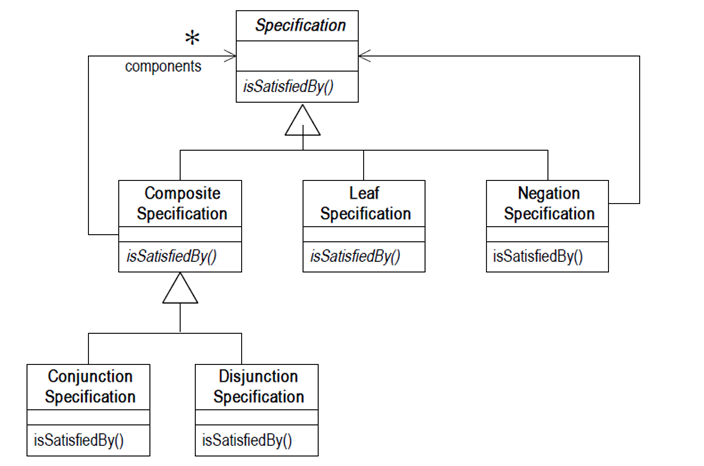 Specification
*
components
isSatisfiedBy()
Composite
Specification
isSatisfiedBy()
Leaf
Specification
isSatisfiedBy()
Negation
Specification
isSatisfiedBy()
Conjunction
Specification
isSatisfiedBy()
Disjunction
Specification
isSatisfiedBy()